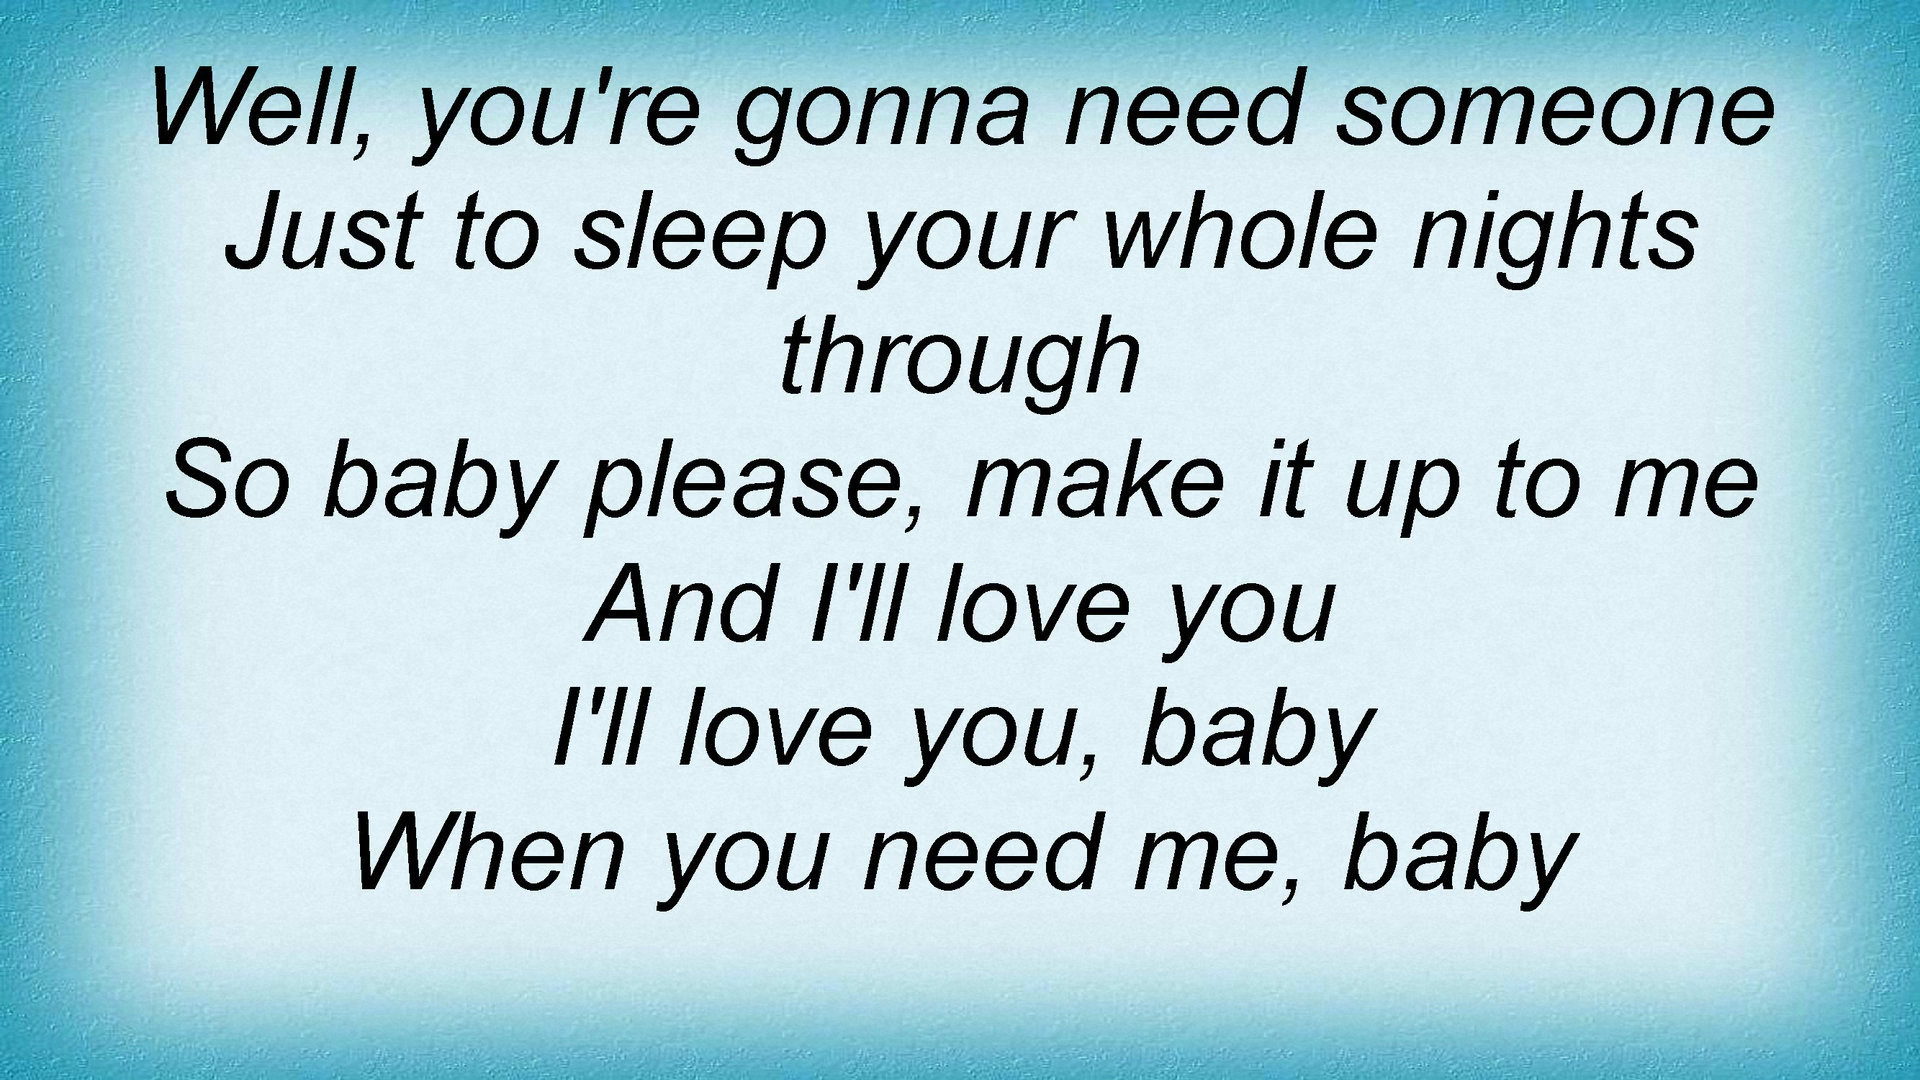 Well, you're gonna need someone
Just to sleep your whole nights
through
So baby please, make it up to me
And I'll love you
I'll love you, baby
When you need me, baby